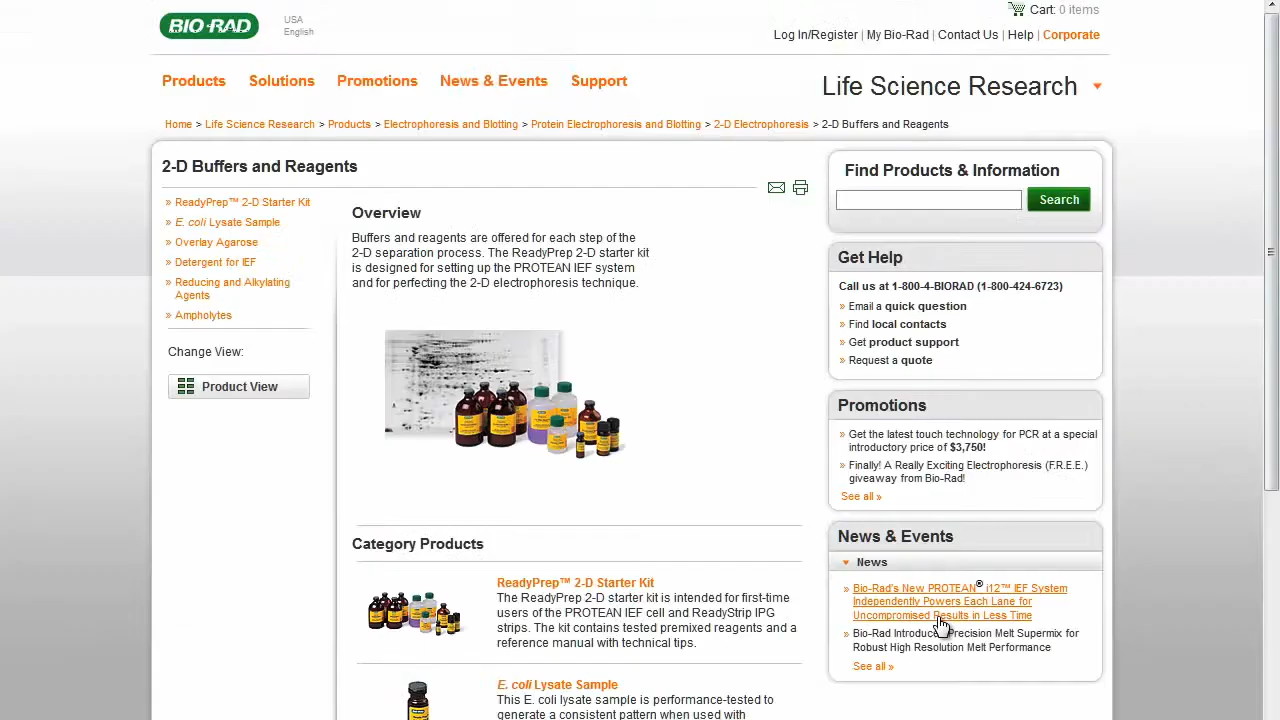 BIO-RAD
USA
English
Cart: 0 items
Log In/Register | My Bio-Rad | Contact Us | Help | Corporate
Products Solutions Promotions News & Events Support
Life Science Research
Home > Life Science Research > Products > Electrophoresis and Blotting > Protein Electrophoresis and Blotting > 2-D Electrophoresis > 2-D Buffers and Reagents
2-D Buffers and Reagents
» ReadyPrep™ 2-D Starter Kit
» E. coli Lysate Sample
» Overlay Agarose
» Detergent for IEF
» Reducing and Alkylating
Agents
» Ampholytes
Change View:
Product View
Overview
Buffers and reagents are offered for each step of the
2-D separation process. The ReadyPrep 2-D starter kit
is designed for setting up the PROTEAN IEF system
and for perfecting the 2-D electrophoresis technique.
Category Products
ReadyPrep™ 2-D Starter Kit
The ReadyPrep 2-D starter kit is intended for first-time
users of the PROTEAN IEF cell and ReadyStrip IPG
strips. The kit contains tested premixed reagents and a
reference manual with technical tips.
E. coli Lysate Sample
This E. coli lysate sample is performance-tested to
generate a consistent pattern when used with
Find Products & Information
Search
Get Help
Call us at 1-800-4-BIORAD (1-800-424-6723)
» Email a quick question
» Find local contacts
» Get product support
» Request a quote
Promotions
» Get the latest touch technology for PCR at a special
introductory price of $3,750!
» Finally! A Really Exciting Electrophoresis (F.R.E.E.)
giveaway from Bio-Rad!
See all »
News & Events
News
» Bio-Rad's New PROTEAN® i12™ IEF System
Independently Powers Each Lane for
Uncompromised Results in Less Time
» Bio-Rad Precision Melt Supermix for
Robust High Resolution Melt Performance
See all »